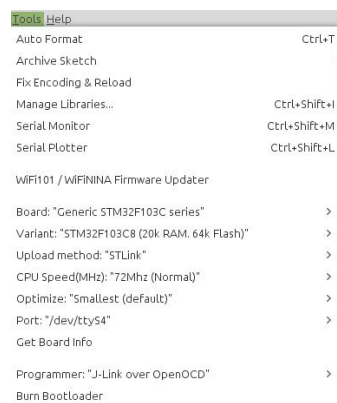 Tools Help
Auto Format Ctrl+T
Archive Sketch
Fix Encoding & Reload
Manage Libraries... Ctrl+Shift+I
Serial Monitor Ctrl+Shift+M
Serial Plotter Ctrl+Shift+L
WiFi101 / WiFiNINA Firmware Updater
Board: "Generic STM32F103C series"
Variant: "STM32F103C8 (20k RAM. 64k Flash)"
Upload method: "STLink"
CPU Speed(MHz): "72Mhz (Normal)"
Optimize: "Smallest (default)"
Port: "/dev/ttyS4"
Get Board Info
Programmer: "J-Link over OpenOCD"
Burn Bootloader